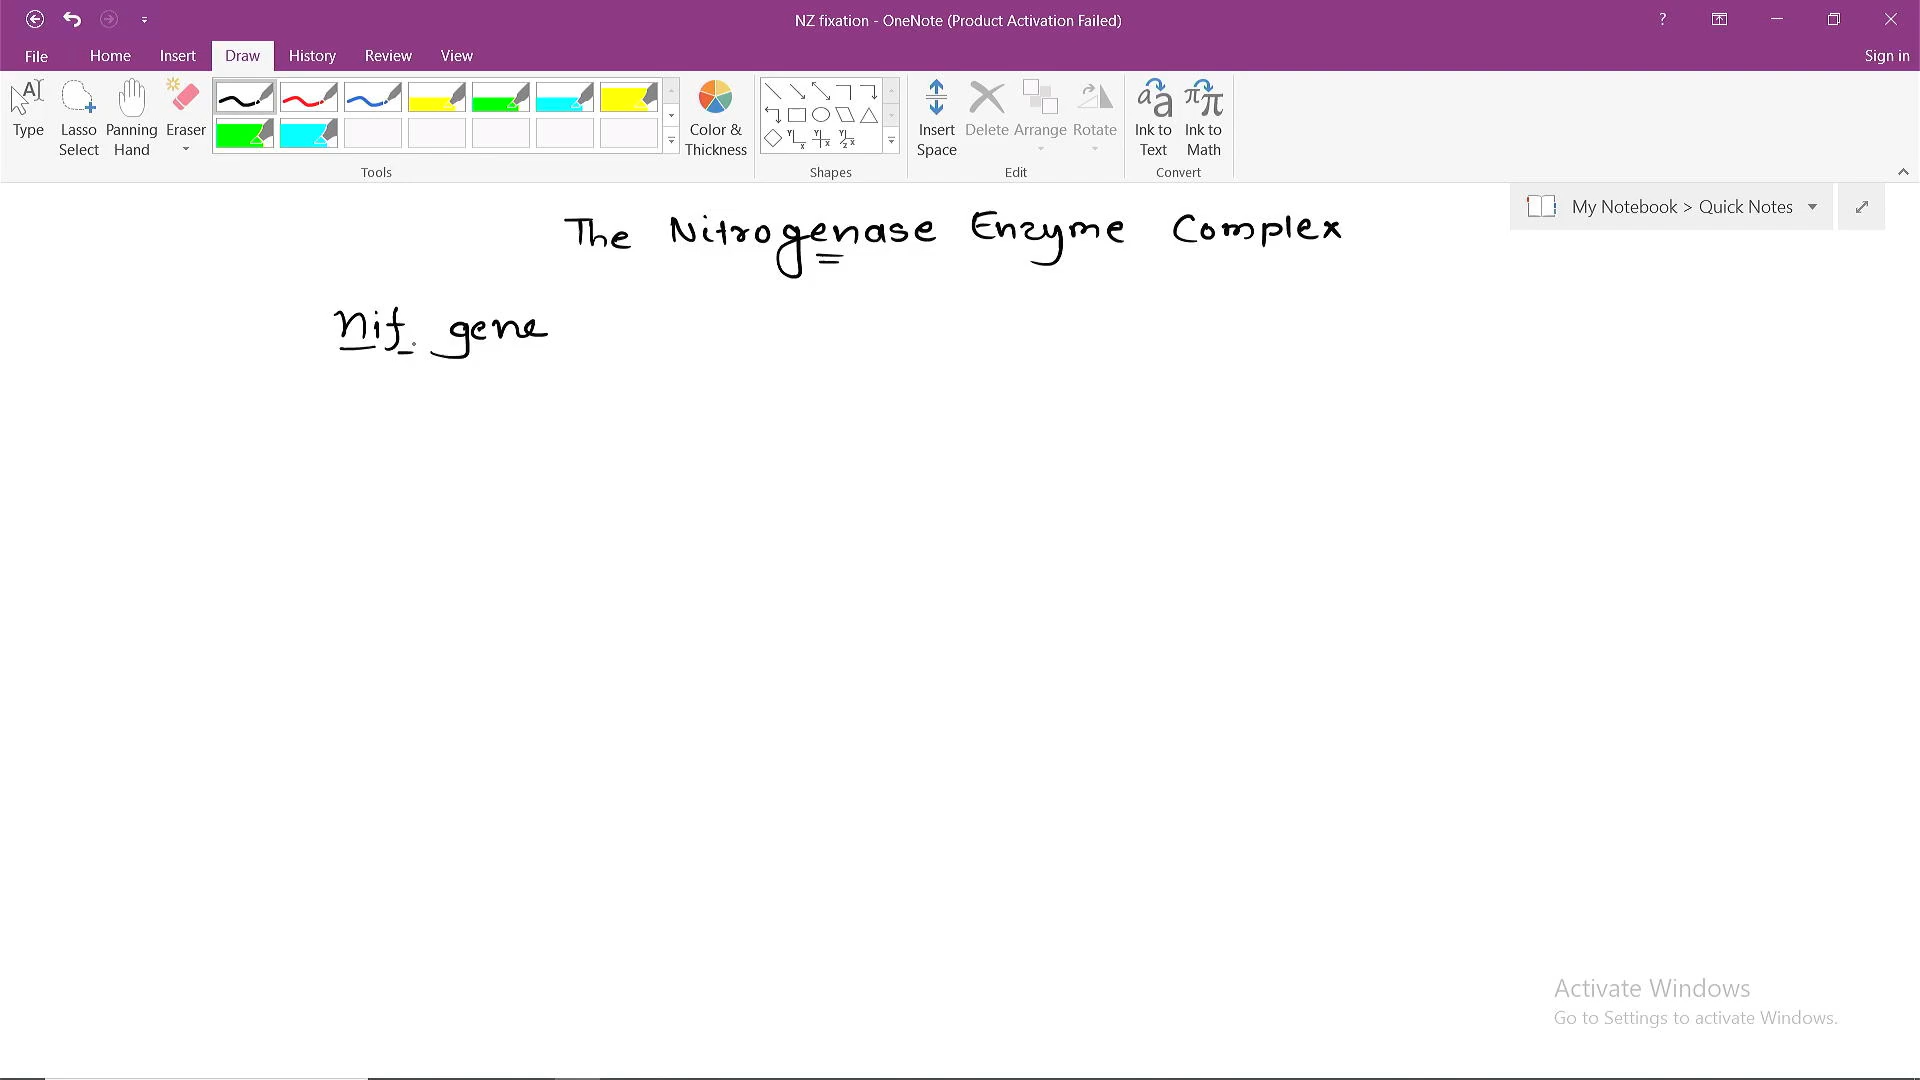 NZ fixation - OneNote (Product Activation Failed)
?
File Home Insert Draw History Review View Sign in
Type
Lasso Select
Panning Hand
Eraser
Color & Thickness
Insert Space
Delete
Arrange
Rotate
Ink to Text
Ink to Math
Tools Shapes Edit Convert
My Notebook > Quick Notes
The Nitrogenase Enzyme Complex
Nif gene
Activate Windows
Go to Settings to activate Windows.